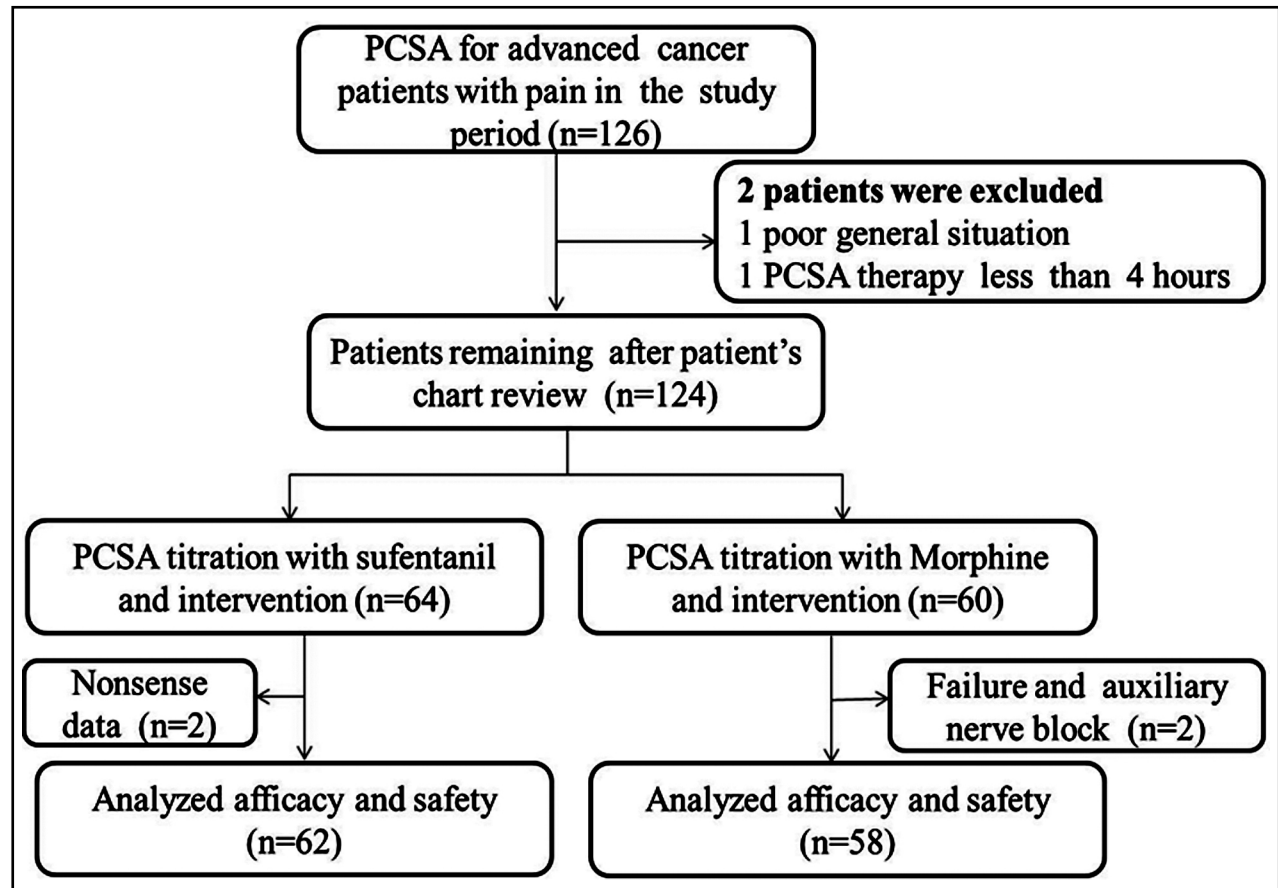 PCSA for advanced cancer
patients with pain in the study
period (n=126)
2 patients were excluded
1 poor general situation
1 PCSA therapy less than 4 hours
Patients remaining after patient's
chart review (n=124)
PCSA titration with sufentanil
and intervention (n=64)
PCSA titration with Morphine
and intervention (n=60)
Nonsense
data (n=2)
Failure and auxiliary
nerve block (n=2)
Analyzed afficacy and safety
(n=62)
Analyzed afficacy and safety
(n=58)